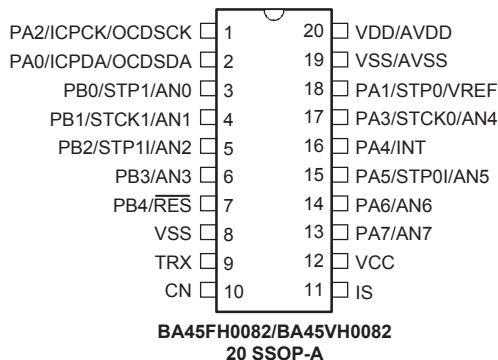 PA2/ICPCK/OCDSCK 1 20 VDD/AVDD
PA0/ICPDA/OCDSDA 2 19 VSS/AVSS
PB0/STP1/AN0 3 18 PA1/STP0/VREF
PB1/STCK1/AN1 4 17 PA3/STCK0/AN4
PB2/STP1I/AN2 5 16 PA4/INT
PB3/AN3 6 15 PA5/STP0I/AN5
PB4/RES 7 14 PA6/AN6
VSS 8 13 PA7/AN7
TRX 9 12 VCC
CN 10 11 IS
BA45FH0082/BA45VH0082
20 SSOP-A